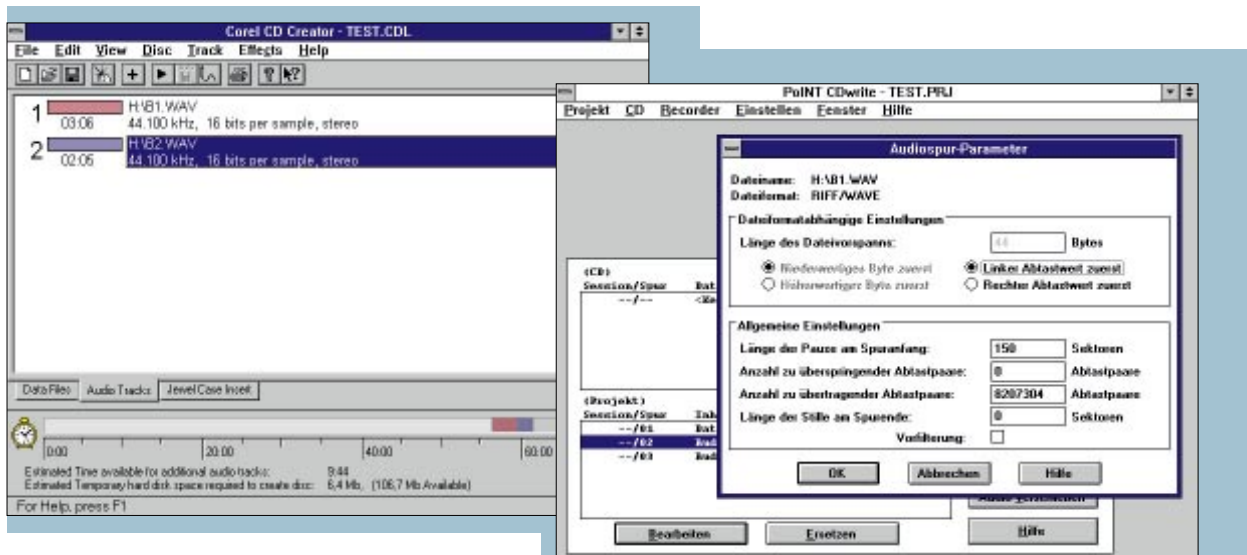 Corel CD Creator - TEST.CDL
File Edit View Disc Track Effects Help
1 H:\B1.WAV
03:06 44.100 kHz, 16 bits per sample, stereo
2 H:\B2.WAV
02:05 44.100 kHz, 16 bits per sample, stereo
Data Files Audio Tracks Jewel Case Insert
0:00 20:00 40:00 60:00
Estimated Time available for additional audio tracks: 9:44
Estimated Temporary hard disk space required to create disc: 6,4 Mb, (106,7 Mb Available)
For Help, press F1
PoINT CDwrite - TEST.PRJ
Projekt CD Recorder Einstellen Fenster Hilfe
(CD)
Session/Spur Dat
--/--
(Projekt)
Session/Spur Inh
--/01 Dat
--/02 Aud
--/03 Aud
Bearbeiten Ersetzen Hilfe
Audiospur-Parameter
Dateiname: H:\B1.WAV
Dateiformat: RIFF/WAVE
Dateiformatabhängige Einstellungen
Länge des Dateivorspanns: 44 Bytes
Niederwertiges Byte zuerst Linker Abtastwert zuerst
Höherwertiges Byte zuerst Rechter Abtastwert zuerst
Allgemeine Einstellungen
Länge der Pause am Spuranfang: 150 Sektoren
Anzahl zu überspringender Abtastpaare: 0 Abtastpaare
Anzahl zu übertragender Abtastpaare: 8207304 Abtastpaare
Länge der Stille am Spurende: 0 Sektoren
Vorfilterung:
OK Abbrechen Hilfe